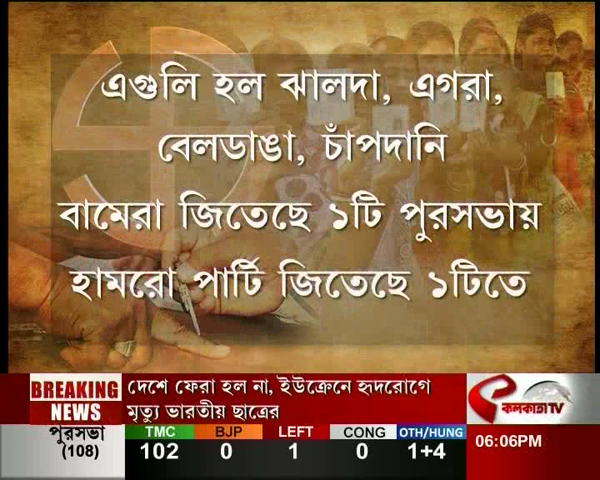 এগুলি হল ঝালদা, এগরা,
বেলডাঙা, চাঁপদানি
বামেরা জিতেছে ১টি পুরসভায়
হামরো পার্টি জিতেছে ১টিতে
BREAKING NEWS
দেশে ফেরা হল না, ইউক্রেনে হৃদরোগে
মৃত্যু ভারতীয় ছাত্রের
কলকাতা TV
পুরসভা (108)
TMC BJP LEFT CONG OTH/HUNG
102 0 1 0 1+4
06:06PM